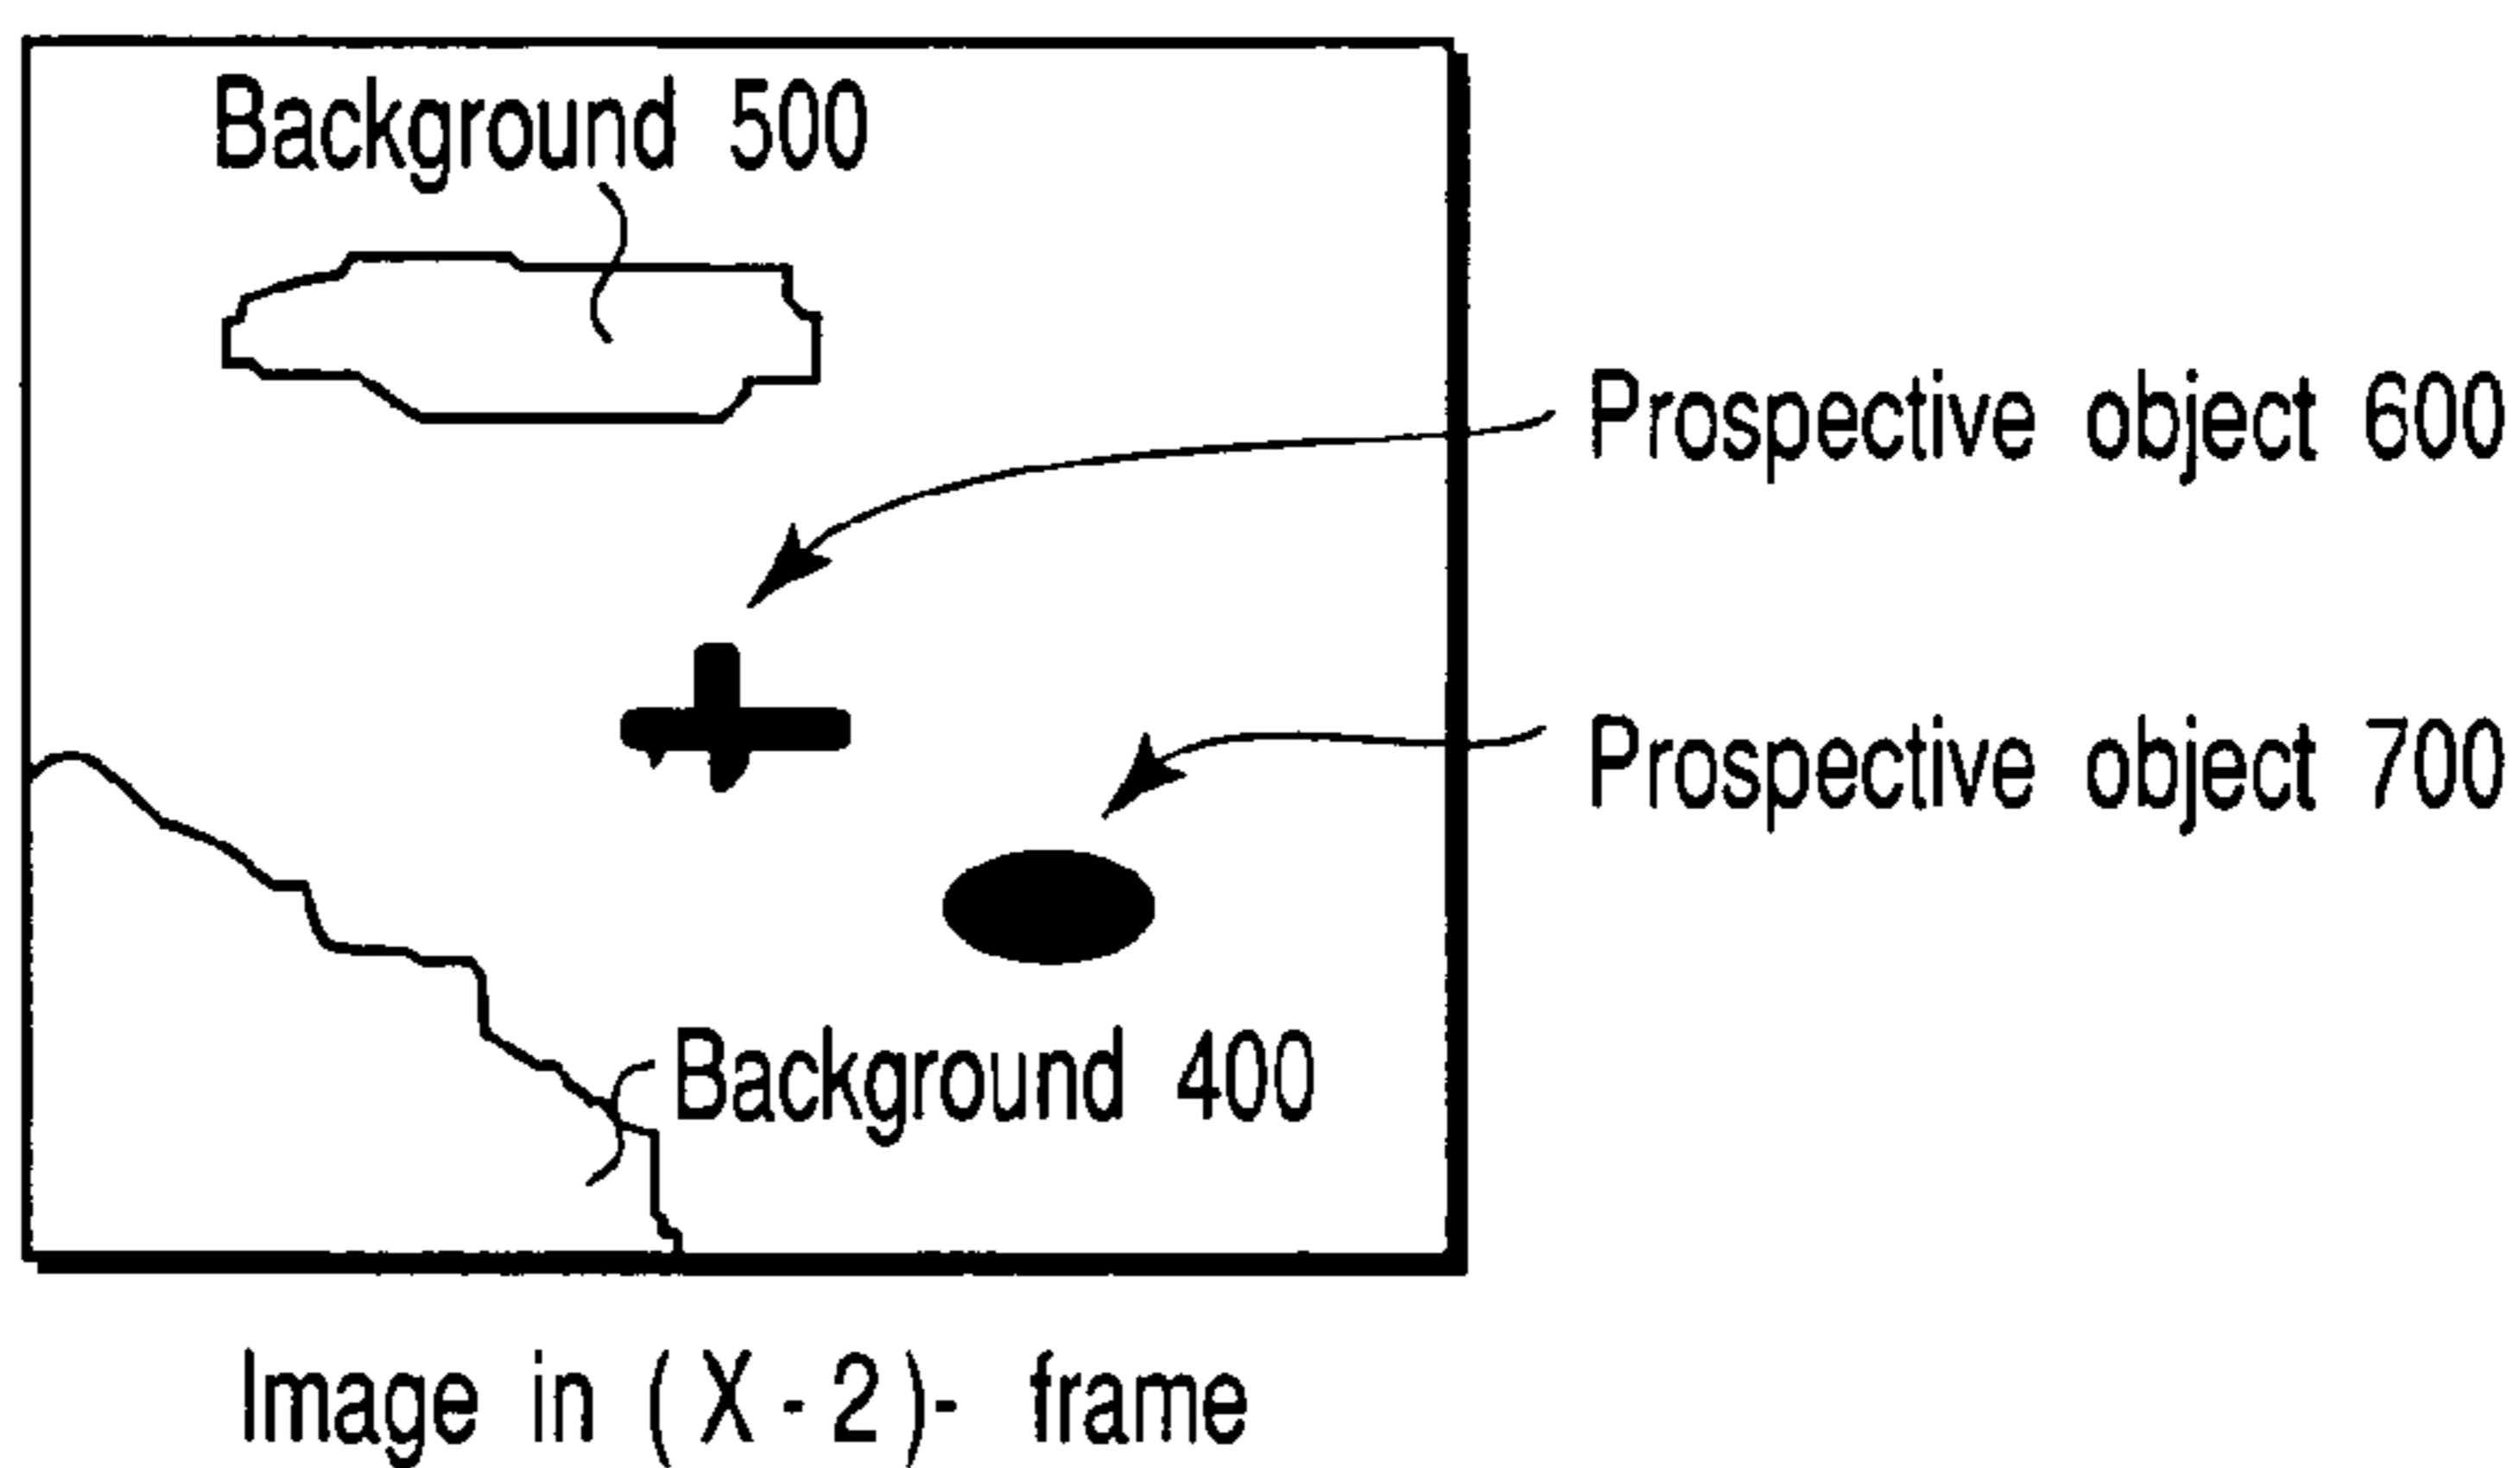 Background 500
Prospective object 600
Prospective object 700
Background 400
Image in (X-2)- frame